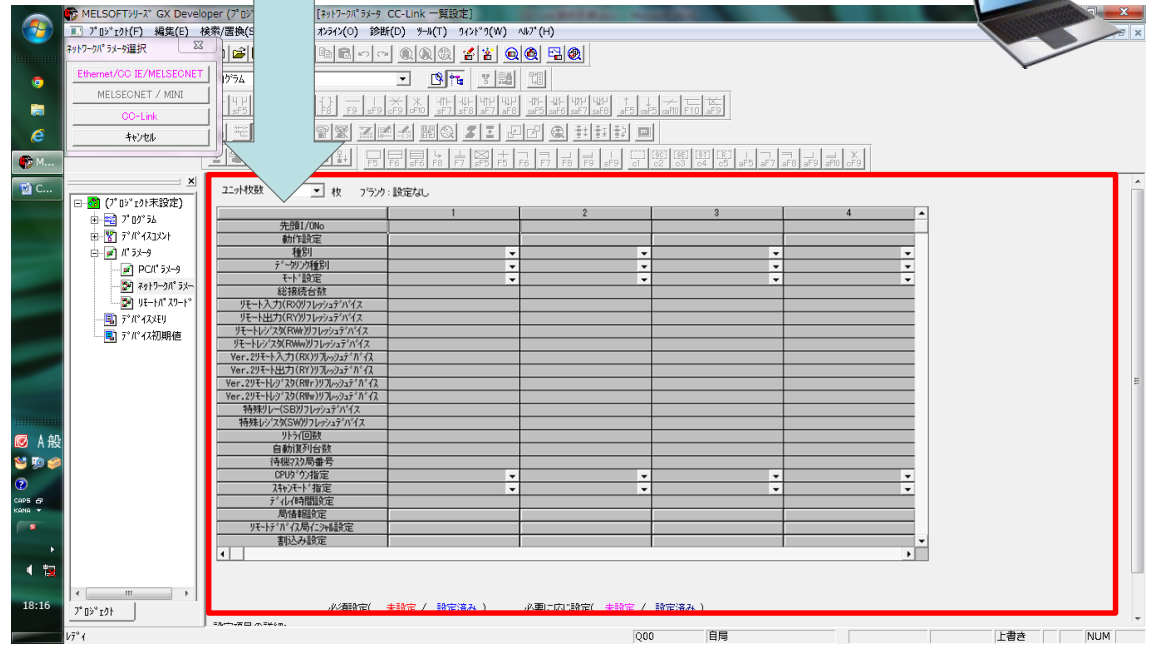 MELSOFTｼﾘｰｽﾞ GX Developer (ﾌﾟﾛｼﾞ
[ﾈｯﾄﾜｰｸﾊﾟﾗﾒｰﾀ CC-Link 一覧設定]
ﾌﾟﾛｼﾞｪｸﾄ(F) 編集(E) 検索/置換(S
ｵﾝﾗｲﾝ(O) 診断(D) ﾂｰﾙ(T) ｳｨﾝﾄﾞｳ(W) ﾍﾙﾌﾟ(H)
ﾈｯﾄﾜｰｸﾊﾟﾗﾒｰﾀ選択
Ethernet/CC IE/MELSECNET
MELSECNET / MINI
CC-Link
ｷｬﾝｾﾙ
M...
C...
(ﾌﾟﾛｼﾞｪｸﾄ未設定)
ﾌﾟﾛｸﾞﾗﾑ
ﾃﾞﾊﾞｲｽｺﾒﾝﾄ
ﾊﾟﾗﾒｰﾀ
PCﾊﾟﾗﾒｰﾀ
ﾈｯﾄﾜｰｸﾊﾟﾗﾒｰ
ﾘﾓｰﾄﾊﾟｽﾜｰﾄﾞ
ﾃﾞﾊﾞｲｽﾒﾓﾘ
ﾃﾞﾊﾞｲｽ初期値
ﾕﾆｯﾄ枚数 枚 ﾌﾞﾗﾝｸ:設定なし
1 2 3 4
先頭I/ONo
動作設定
種別
ﾃﾞｰﾀﾘﾝｸ種別
ﾓｰﾄﾞ設定
総接続台数
ﾘﾓｰﾄ入力(RX)ﾘﾌﾚｯｼｭﾃﾞﾊﾞｲｽ
ﾘﾓｰﾄ出力(RY)ﾘﾌﾚｯｼｭﾃﾞﾊﾞｲｽ
ﾘﾓｰﾄﾚｼﾞｽﾀ(RWr)ﾘﾌﾚｯｼｭﾃﾞﾊﾞｲｽ
ﾘﾓｰﾄﾚｼﾞｽﾀ(RWw)ﾘﾌﾚｯｼｭﾃﾞﾊﾞｲｽ
Ver.2ﾘﾓｰﾄ入力(RX)ﾘﾌﾚｯｼｭﾃﾞﾊﾞｲｽ
Ver.2ﾘﾓｰﾄ出力(RY)ﾘﾌﾚｯｼｭﾃﾞﾊﾞｲｽ
Ver.2ﾘﾓｰﾄﾚｼﾞｽﾀ(RWr)ﾘﾌﾚｯｼｭﾃﾞﾊﾞｲｽ
Ver.2ﾘﾓｰﾄﾚｼﾞｽﾀ(RWw)ﾘﾌﾚｯｼｭﾃﾞﾊﾞｲｽ
特殊ﾘﾚｰ(SB)ﾘﾌﾚｯｼｭﾃﾞﾊﾞｲｽ
特殊ﾚｼﾞｽﾀ(SW)ﾘﾌﾚｯｼｭﾃﾞﾊﾞｲｽ
ﾘﾄﾗｲ回数
自動復列台数
待機ﾏｽﾀ局番号
CPUﾀﾞｳﾝ指定
ｽｷｬﾝﾓｰﾄﾞ指定
ﾃﾞｨﾚｲ時間設定
局情報設定
ﾘﾓｰﾄﾃﾞﾊﾞｲｽ局ｲﾆｼｬﾙ設定
割込み設定
必須設定( 未設定 / 設定済み ) 必要に応じ設定( 未設定 / 設定済み )
A 般
CAPS
KANA
18:16
ﾌﾟﾛｼﾞｪｸﾄ
ﾚﾃﾞｨ
Q00 自局 上書き NUM